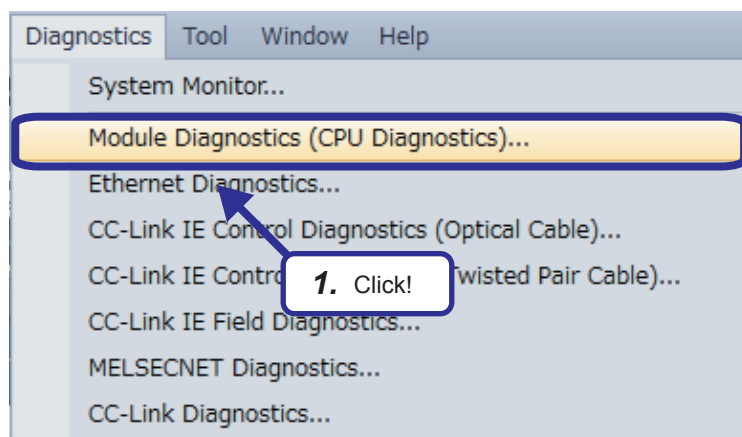 Diagnostics Tool Window Help
System Monitor...
Module Diagnostics (CPU Diagnostics)...
Ethernet Diagnostics...
CC-Link IE Control Diagnostics (Optical Cable)...
CC-Link IE Contro wisted Pair Cable)...
1. Click!
CC-Link IE Field Diagnostics...
MELSECNET Diagnostics...
CC-Link Diagnostics...